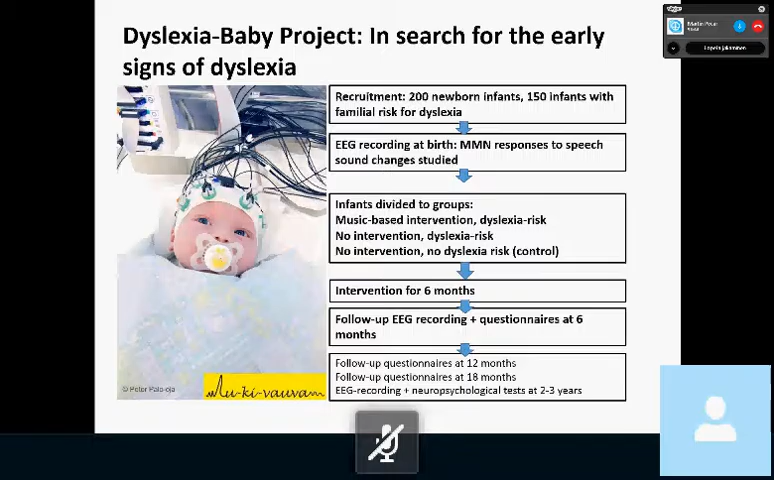 Dyslexia-Baby Project: In search for the early
signs of dyslexia
Recruitment: 200 newborn infants, 150 infants with
familial risk for dyslexia
EEG recording at birth: MMN responses to speech
sound changes studied
Infants divided to groups:
Music-based intervention, dyslexia-risk
No intervention, dyslexia-risk
No intervention, no dyslexia risk (control)
Intervention for 6 months
Follow-up EEG recording + questionnaires at 6
months
Follow-up questionnaires at 12 months
Follow-up questionnaires at 18 months
EEG-recording + neuropsychological tests at 2-3 years
© Peter Palo-oja
Lu-ki-vauvam
skype